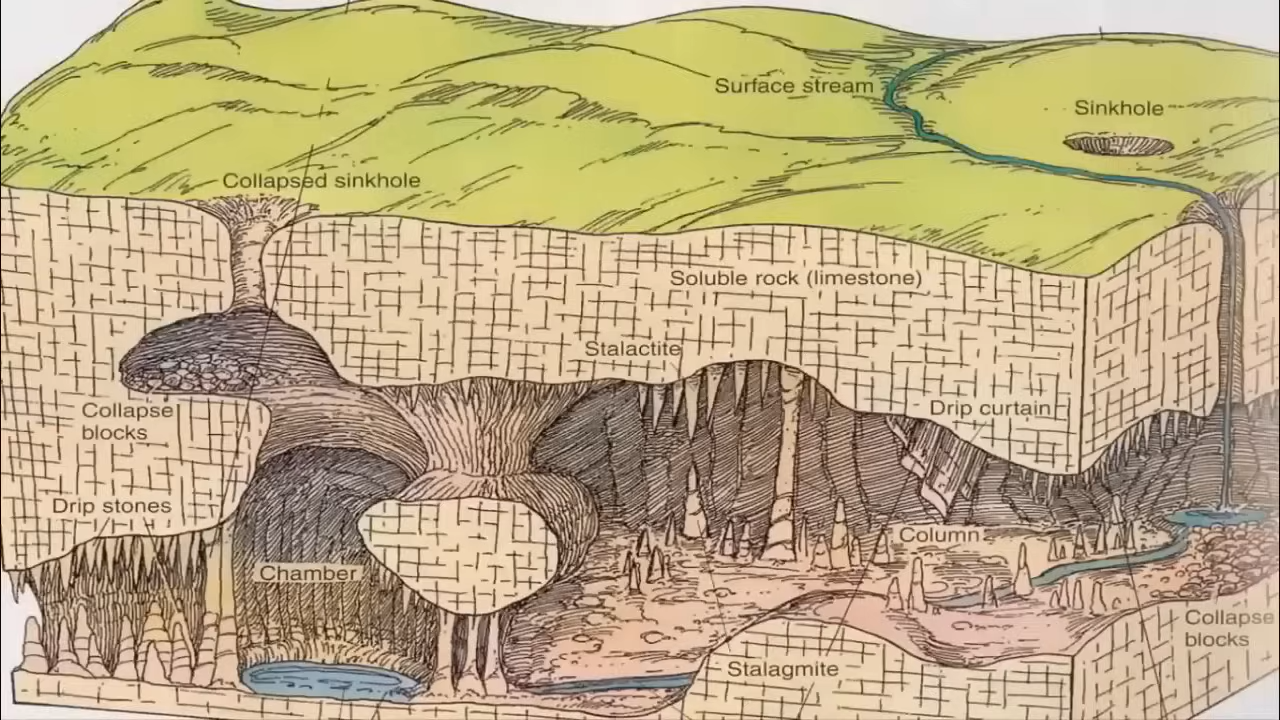 Surface stream
Sinkhole
Collapsed sinkhole
Soluble rock (limestone)
Stalactite
Collapse
blocks
Drip curtain
Drip stones
Column
Chamber
Collapse
blocks
Stalagmite